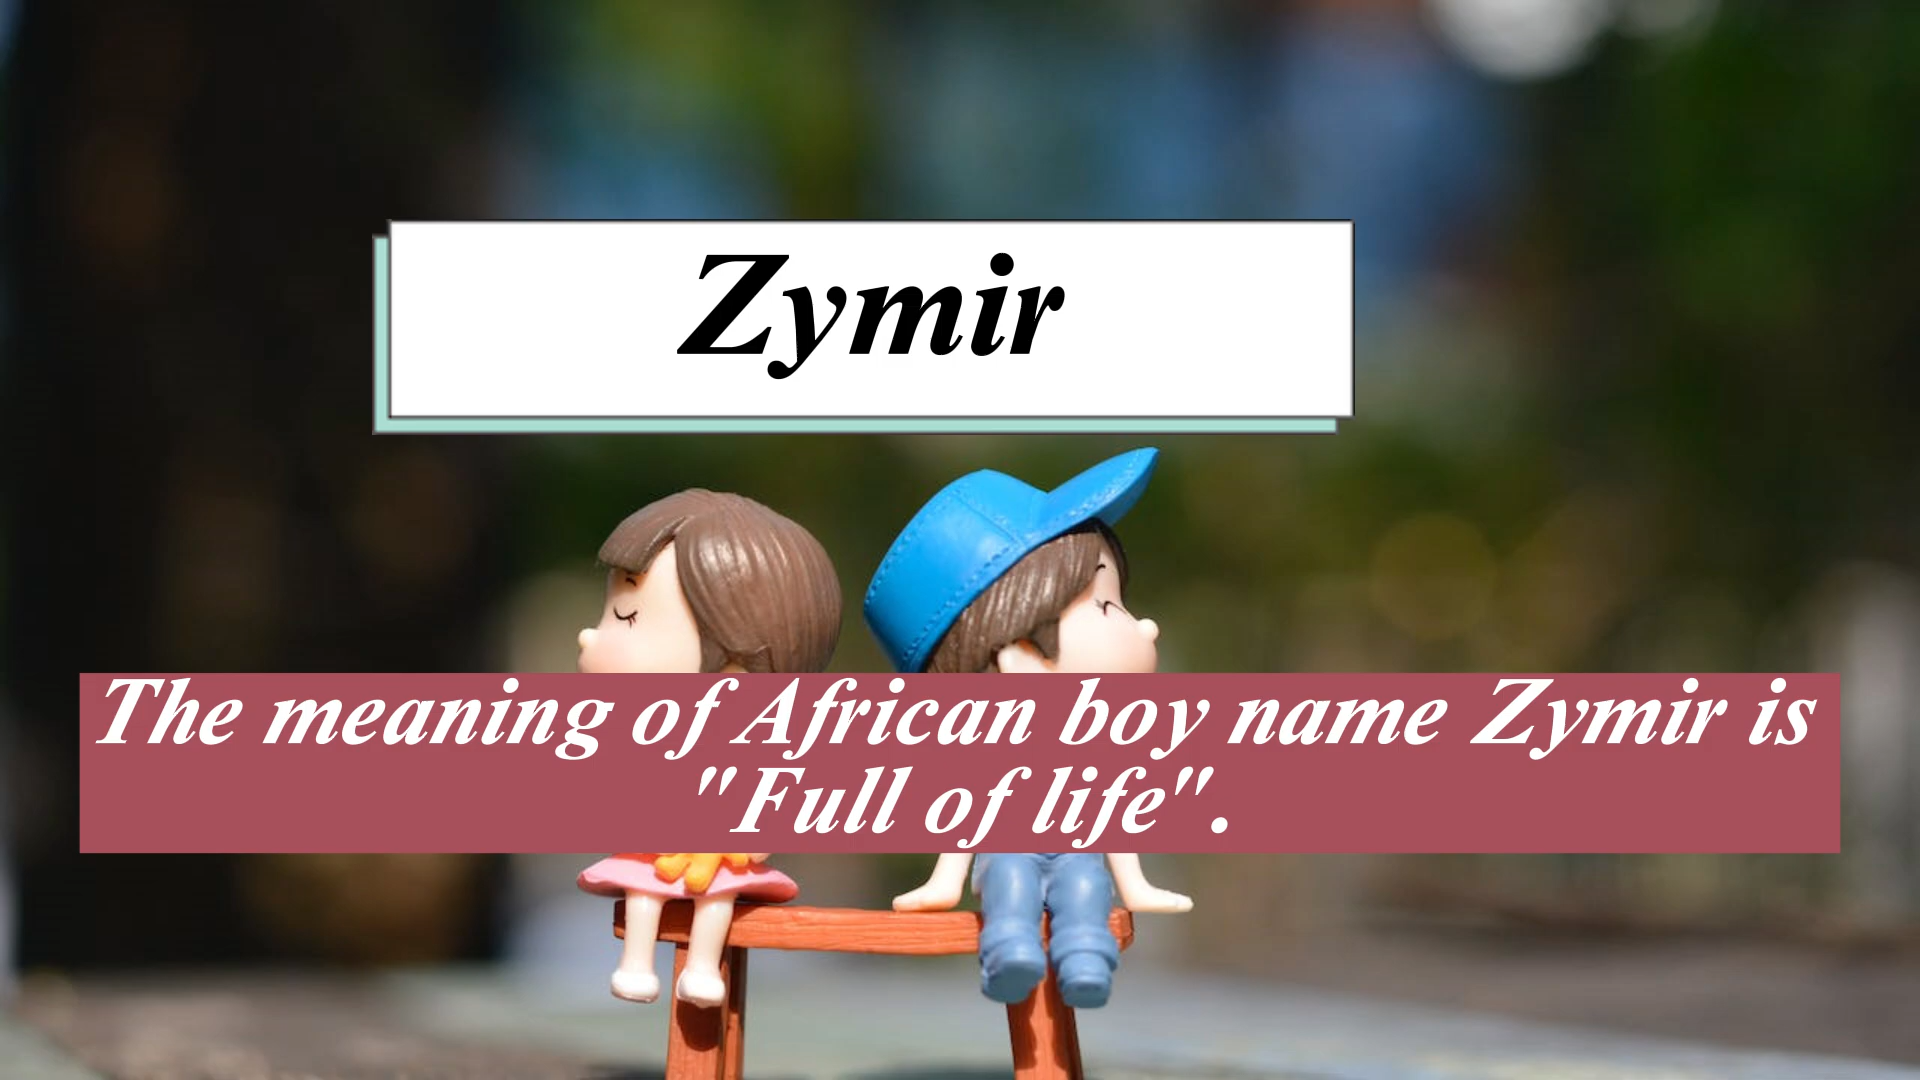 Zymir
The meaning of African boy name Zymir is
"Full of life".